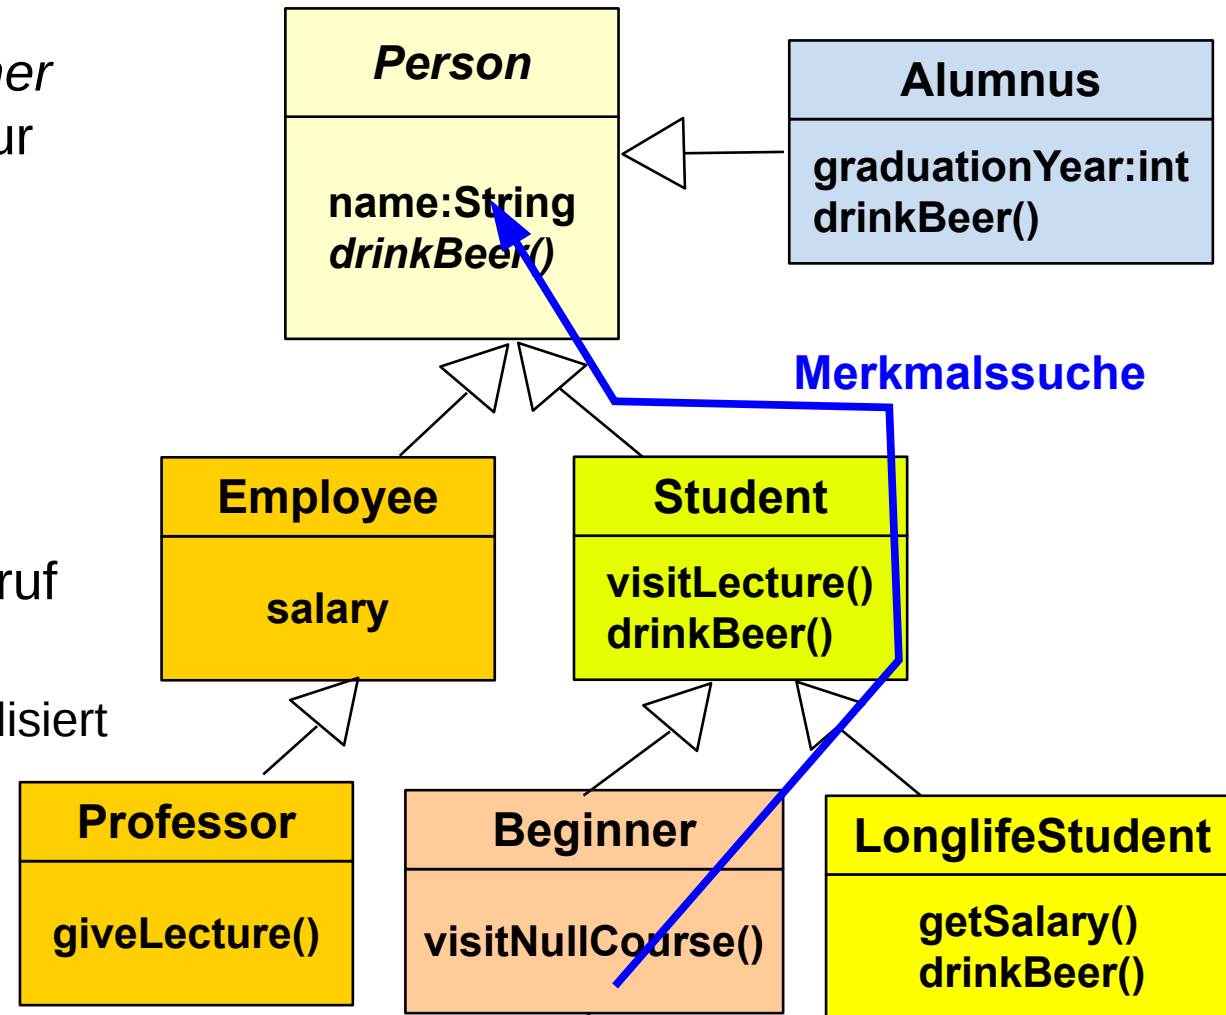 Person
name:String
drinkBeer()
Alumnus
graduationYear:int
drinkBeer()
Merkmalssuche
Employee
salary
Student
visitLecture()
drinkBeer()
Professor
giveLecture()
Beginner
visitNullCourse()
LonglifeStudent
getSalary()
drinkBeer()